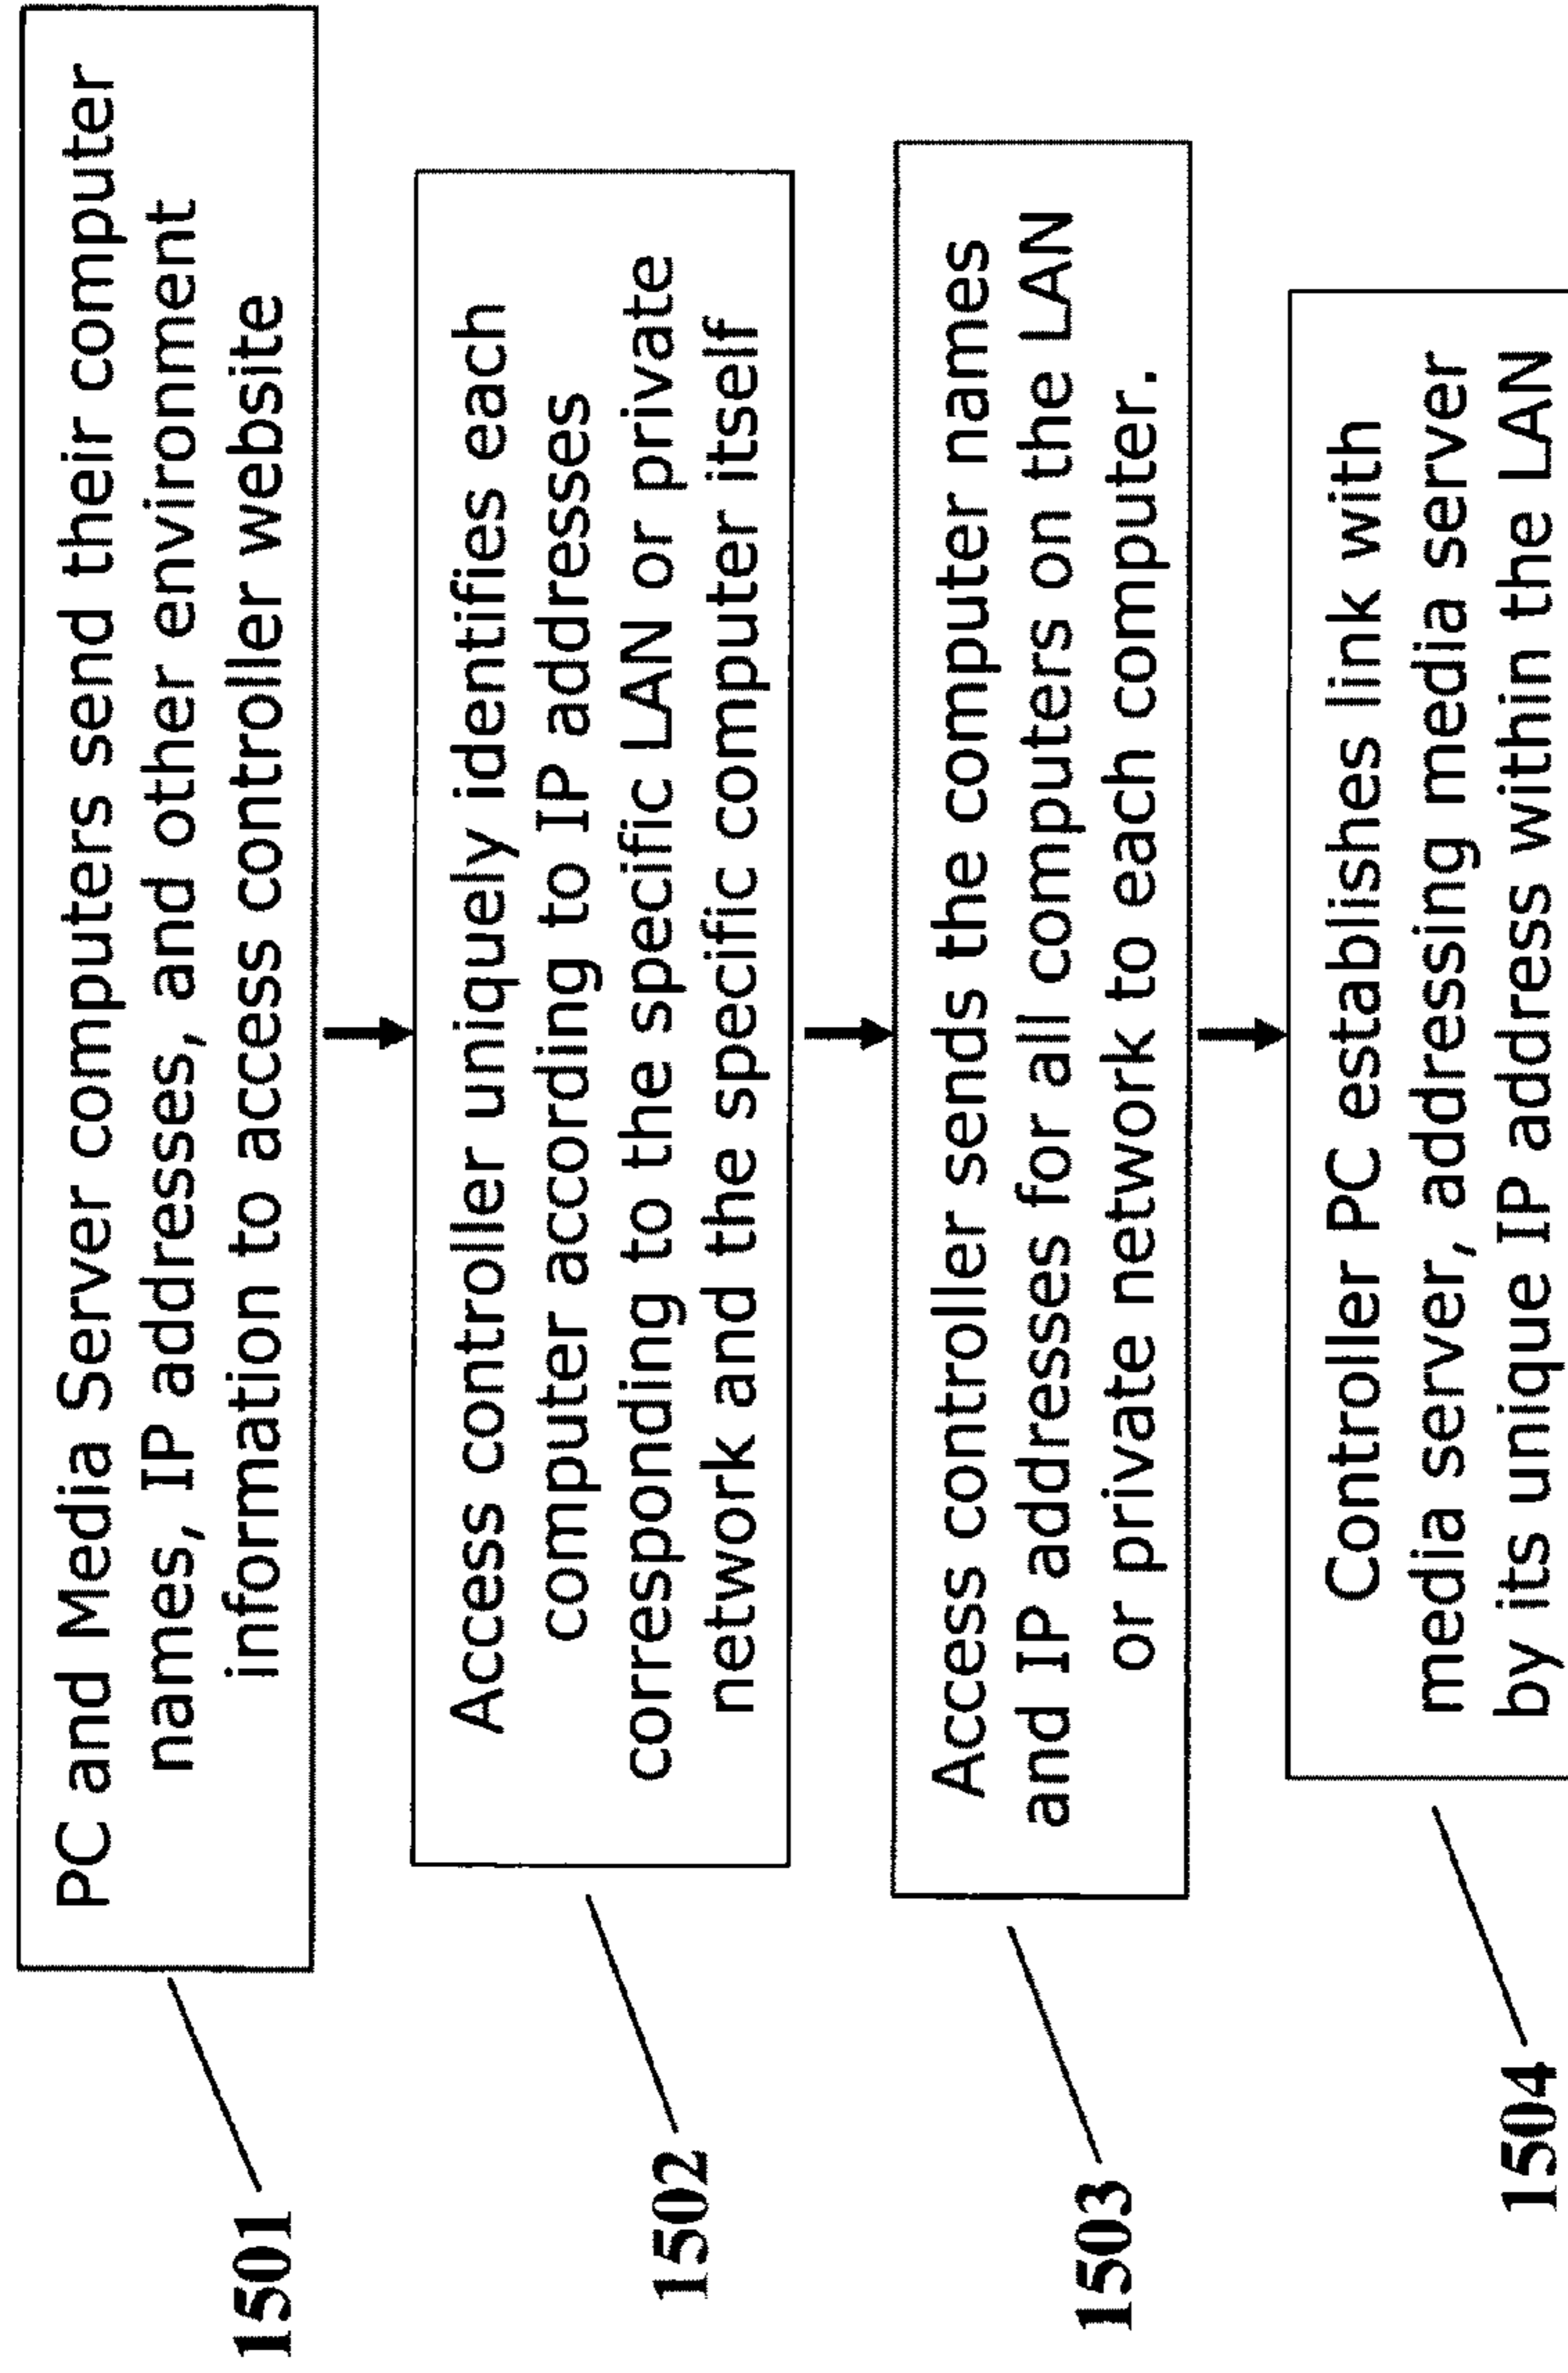 PC and Media Server computers send their computer
names, IP addresses, and other environment
information to access controller website
1501
Access controller uniquely identifies each
computer according to IP addresses
corresponding to the specific LAN or private
network and the specific computer itself
1502
Access controller sends the computer names
and IP addresses for all computers on the LAN
or private network to each computer.
1503
Controller PC establishes link with
media server, addressing media server
by its unique IP address within the LAN
1504